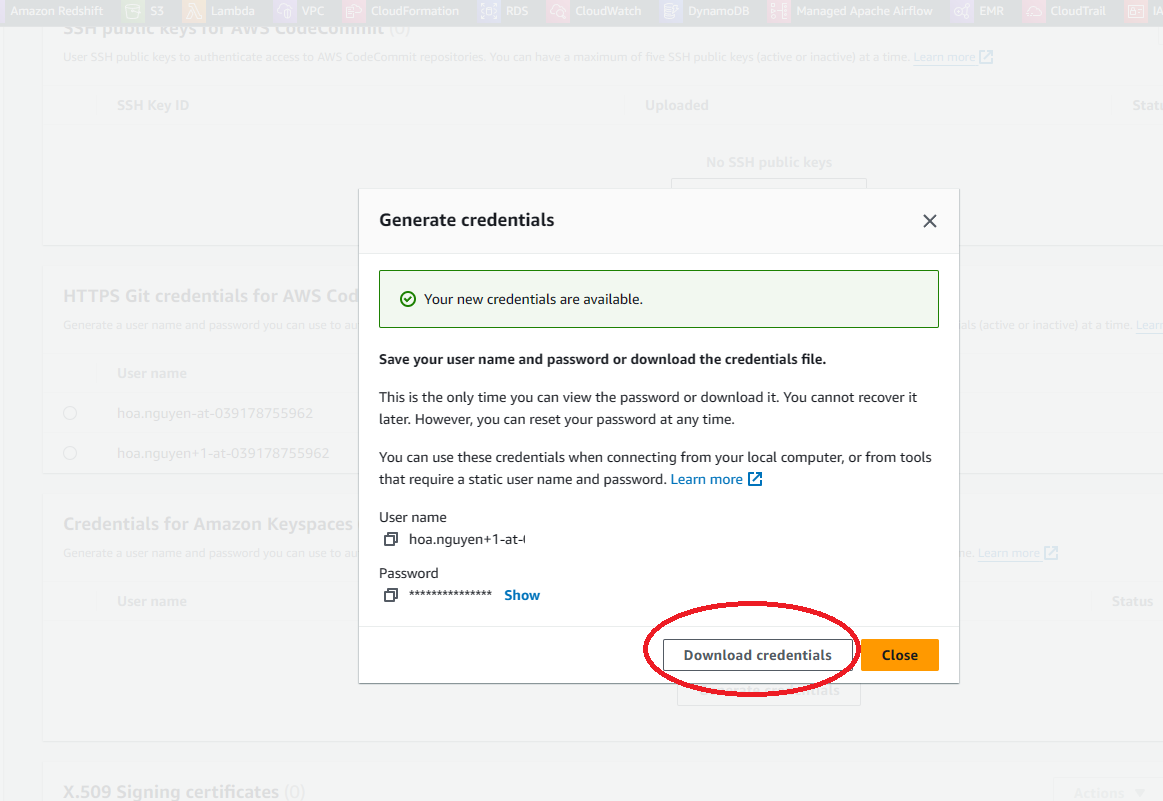 Amazon Redshift S3 Lambda VPC CloudFormation RDS CloudWatch DynamoDB Managed Apache Airflow EMR CloudTrail IA
SSH public keys for AWS CodeCommit (0)
User SSH public keys to authenticate access to AWS CodeCommit repositories. You can have a maximum of five SSH public keys (active or inactive) at a time. Learn more
SSH Key ID Uploaded Statu
No SSH public keys
Generate credentials
Your new credentials are available.
HTTPS Git credentials for AWS Cod
Generate a user name and password you can use to au als (active or inactive) at a time. Learn
Save your user name and password or download the credentials file.
User name
This is the only time you can view the password or download it. You cannot recover it
later. However, you can reset your password at any time.
hoa.nguyen-at-039178755962
hoa.nguyen+1-at-039178755962
You can use these credentials when connecting from your local computer, or from tools
that require a static user name and password. Learn more
Credentials for Amazon Keyspaces
Generate a user name and password you can use to au me. Learn more
User name
hoa.nguyen+1-at-
Password
*************** Show
User name Status
Download credentials Close
X.509 Signing certificates (0) Actions